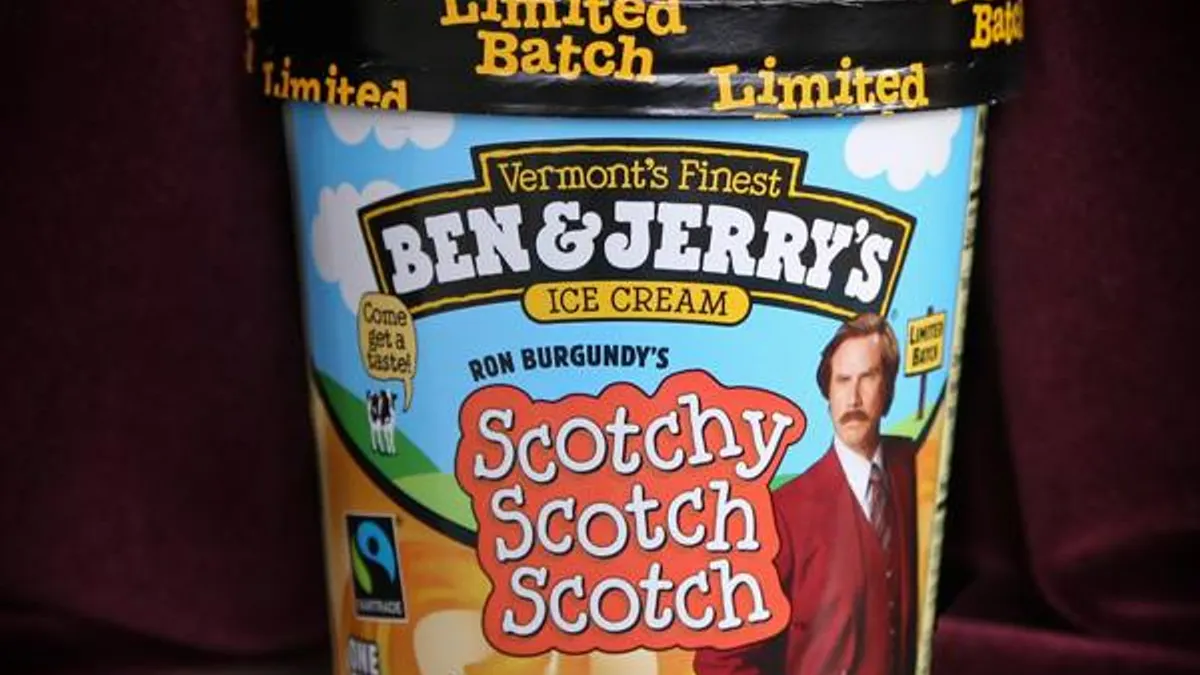 Limited
Batch
Batch
Limited
Limited
Vermont's Finest
BEN & JERRY'S
ICE CREAM
Come
get a
taste!
LIMITED
BATCH
RON BURGUNDY'S
Scotchy
Scotch
Scotch
FAIRTRADE
ONE